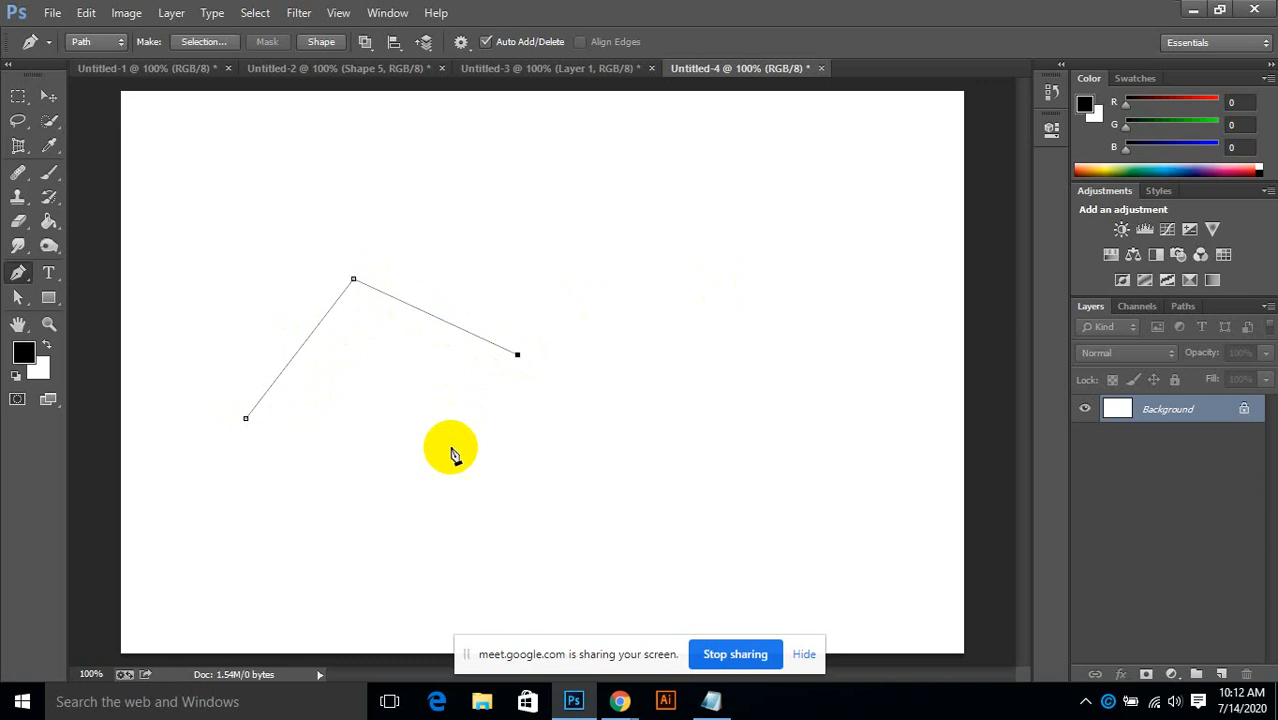 Ps File Edit Image Layer Type Select Filter View Window Help
Path Make: Selection... Mask Shape Auto Add/Delete Align Edges Essentials
Untitled-1 @ 100% (RGB/8) * × Untitled-2 @ 100% (Shape 5, RGB/8) * × Untitled-3 @ 100% (Layer 1, RGB/8) * × Untitled-4 @ 100% (RGB/8) * ×
Color Swatches
R 0
G 0
B 0
Adjustments Styles
Add an adjustment
Layers Channels Paths
Kind
Normal Opacity: 100%
Lock: Fill: 100%
Background
meet.google.com is sharing your screen. Stop sharing Hide
100% Doc: 1.54M/0 bytes
Search the web and Windows
Ps Ai
10:12 AM
7/14/2020